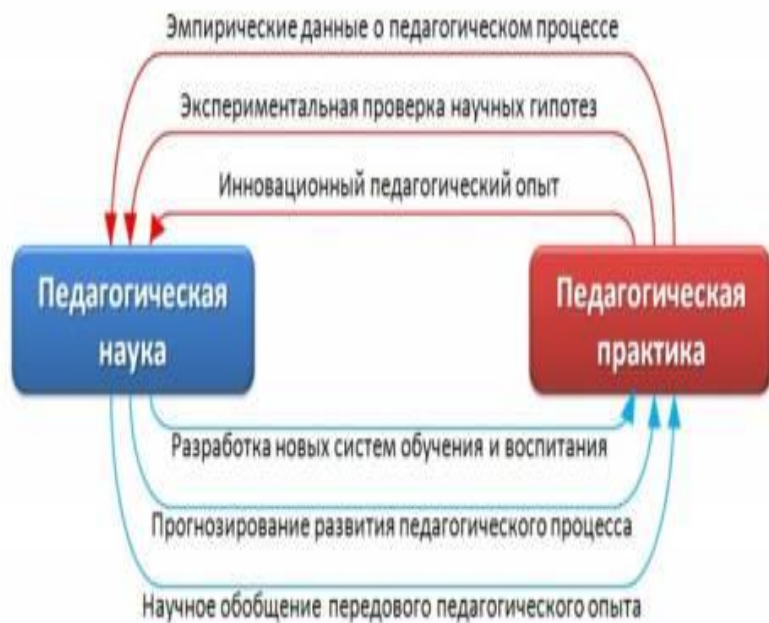 Эмпирические данные о педагогическом процессе
Экспериментальная проверка научных гипотез
Инновационный педагогический опыт
Педагогическая
наука
Педагогическая
практика
Разработка новых систем обучения и воспитания
Прогнозирование развития педагогического процесса
Научное обобщение передового педагогического опыта